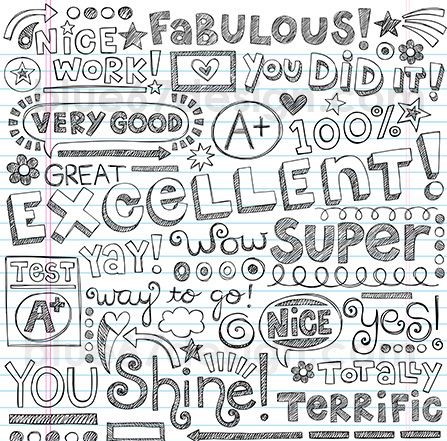 NiCE WORK!
FABULOUS!
YOU DiD iT!
VERY GOOD
A+
100%
GREAT
EXCELLENT!
YAY!
Wow
Super
TEST
A+
way to go!
NiCE
yes!
YOU Shine!
TOTALLY
TERRiFiC